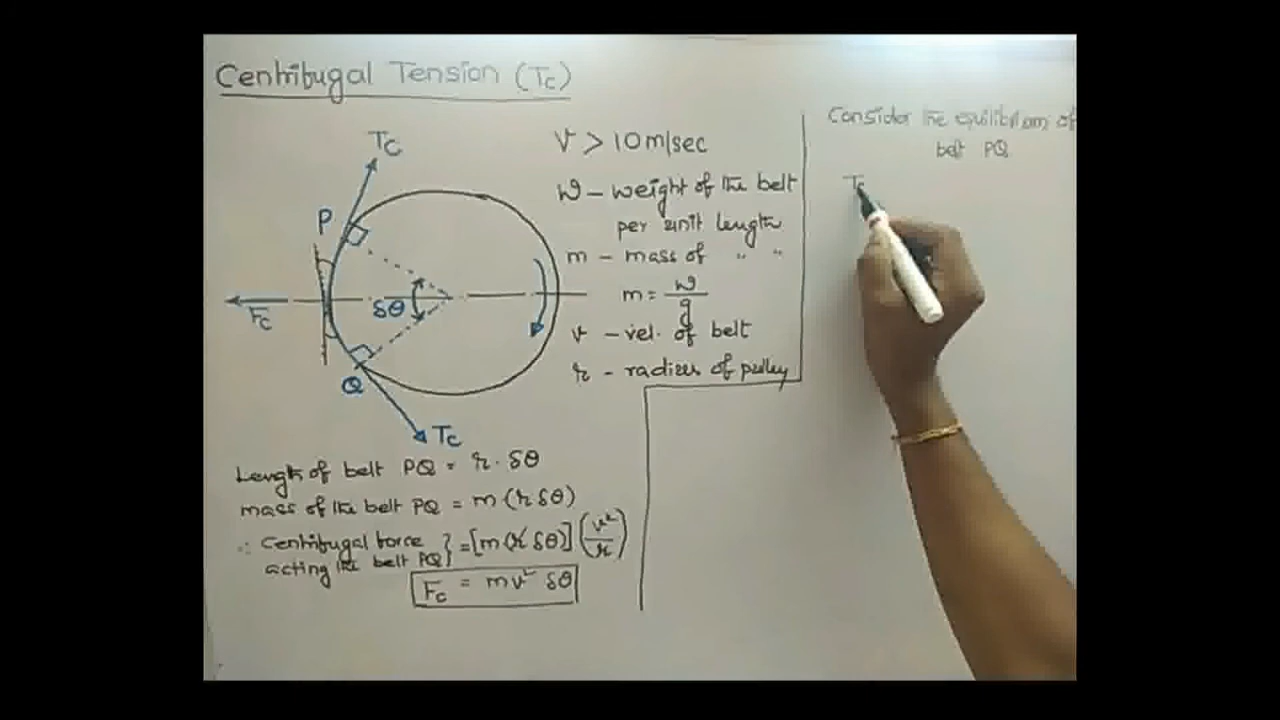 Centrifugal Tension (Tc)
Tc
P
Fc
δθ
Q
Tc
v > 10 m/sec
w - weight of the belt
per unit length
m - mass of " "
m = w/g
v - vel. of belt
r - radius of pulley
Length of belt PQ = r · δθ
mass of the belt PQ = m (r δθ)
∴ Centrifugal force
acting the belt PQ } = [m (r δθ)] (v²/r)
Fc = mv² δθ
Consider the equilibrium of
belt PQ
Tc